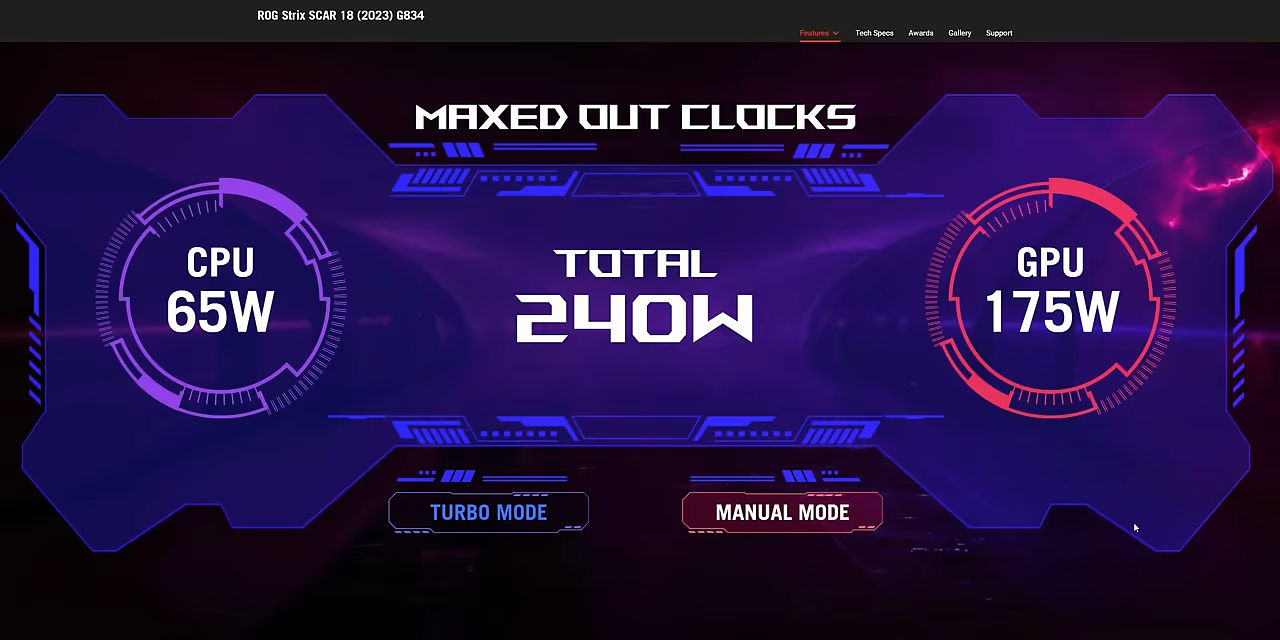 ROG Strix SCAR 18 (2023) G834
Features
Tech Specs
Awards
Gallery
Support
MAXED OUT CLOCKS
CPU
65W
TOTAL
240W
GPU
175W
TURBO MODE
MANUAL MODE